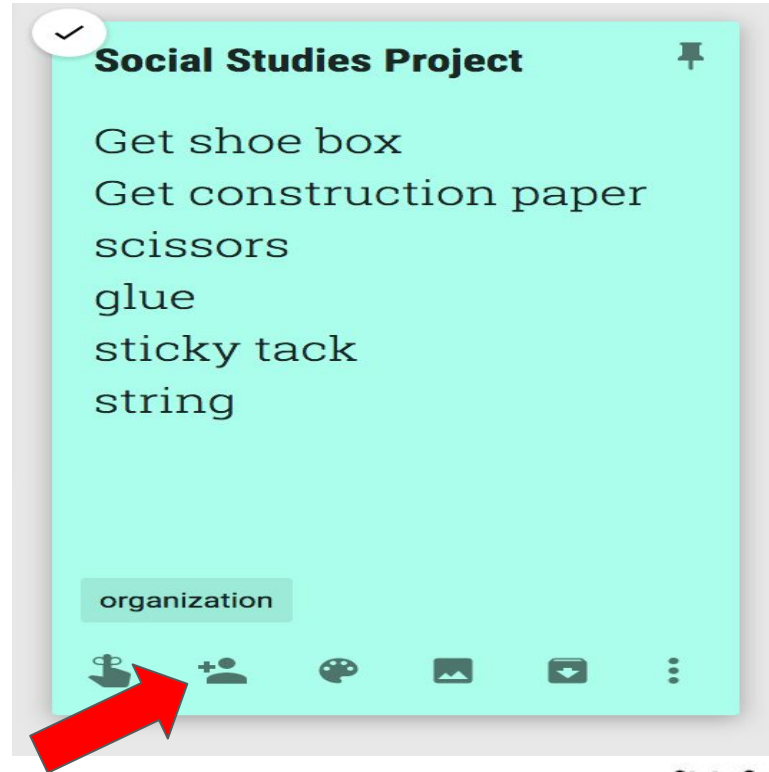 Social Studies Project
Get shoe box
Get construction paper
scissors
glue
sticky tack
string
organization